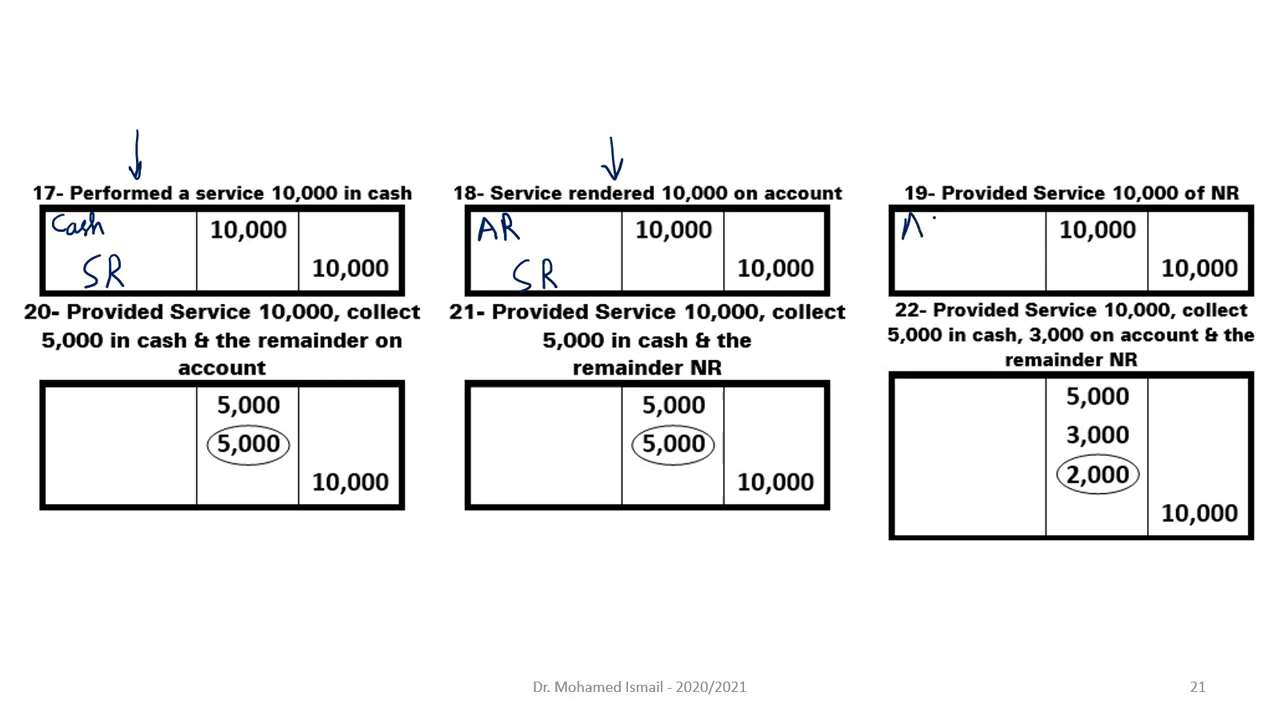 17- Performed a service 10,000 in cash
Cash 10,000
SR 10,000
18- Service rendered 10,000 on account
AR 10,000
SR 10,000
19- Provided Service 10,000 of NR
10,000
10,000
20- Provided Service 10,000, collect
5,000 in cash & the remainder on
account
5,000
5,000
10,000
21- Provided Service 10,000, collect
5,000 in cash & the
remainder NR
5,000
5,000
10,000
22- Provided Service 10,000, collect
5,000 in cash, 3,000 on account & the
remainder NR
5,000
3,000
2,000
10,000
Dr. Mohamed Ismail - 2020/2021
21